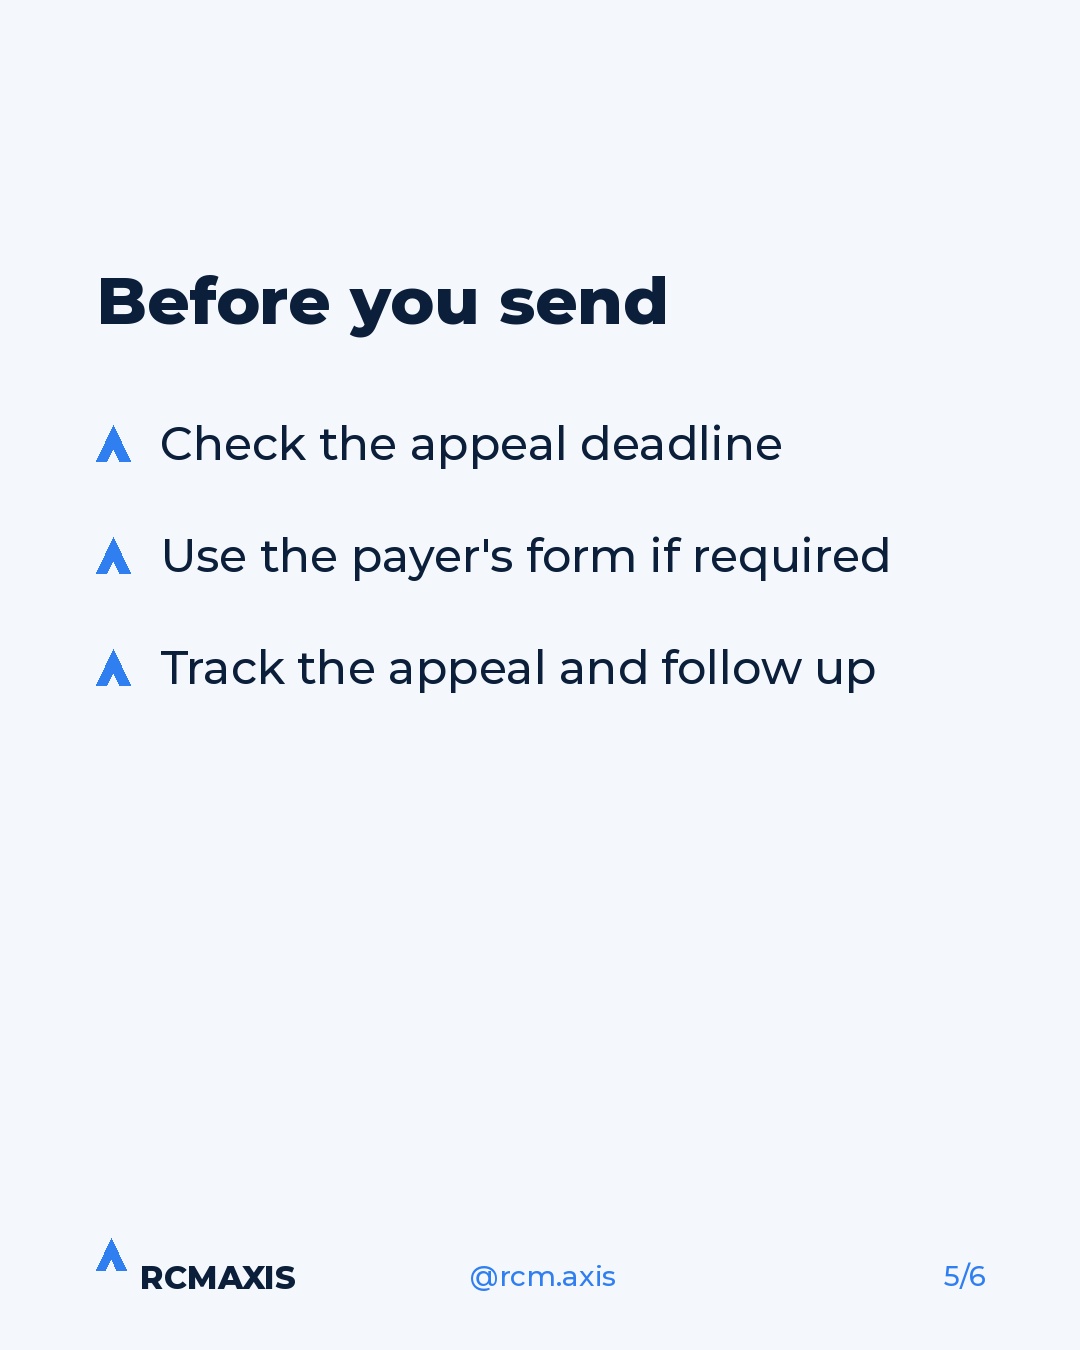 Before you send
Check the appeal deadline
Use the payer's form if required
Track the appeal and follow up
RCMAXIS
@rcm.axis
5/6